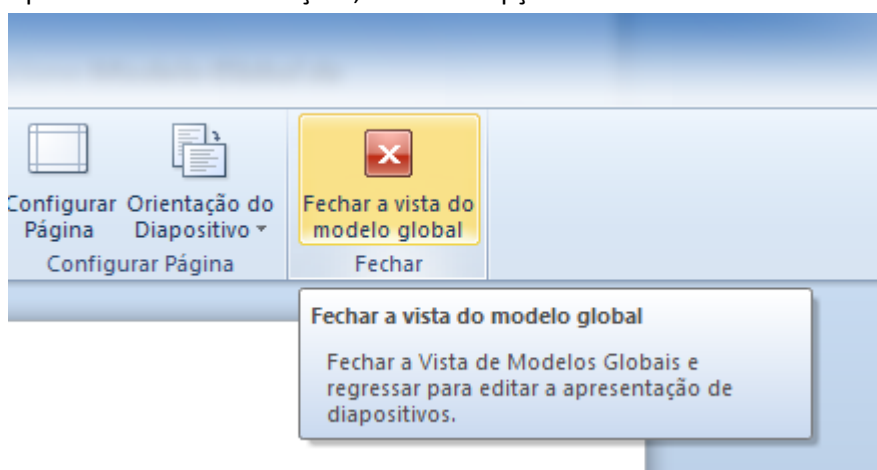 Configurar
Página
Orientação do
Diapositivo
Fechar a vista do
modelo global
Configurar Página
Fechar
Fechar a vista do modelo global
Fechar a Vista de Modelos Globais e
regressar para editar a apresentação de
diapositivos.